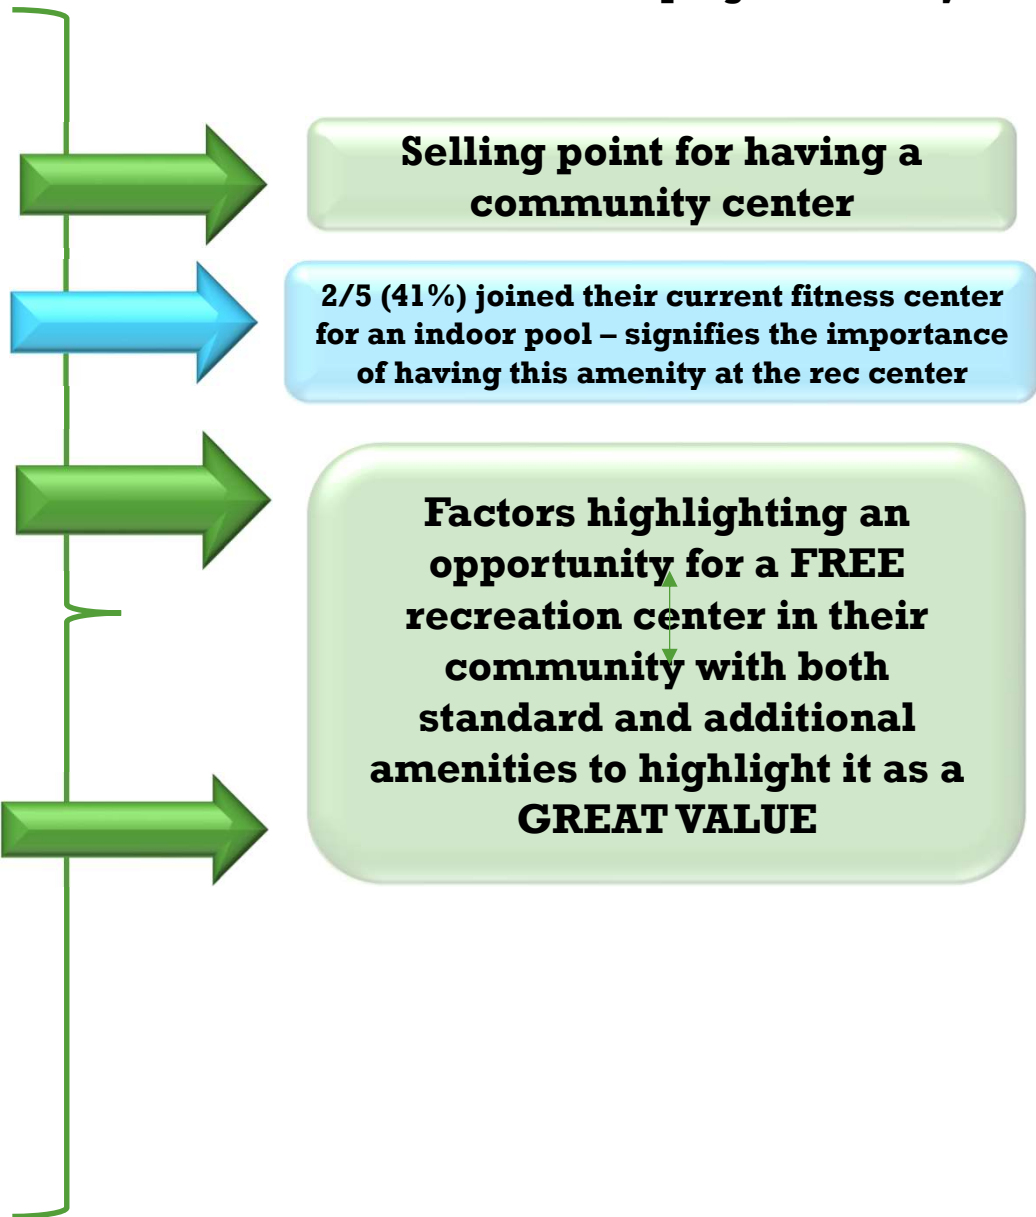 Selling point for having a
community center
2/5 (41%) joined their current fitness center
for an indoor pool – signifies the importance
of having this amenity at the rec center
Factors highlighting an
opportunity for a FREE
recreation center in their
community with both
standard and additional
amenities to highlight it as a
GREAT VALUE